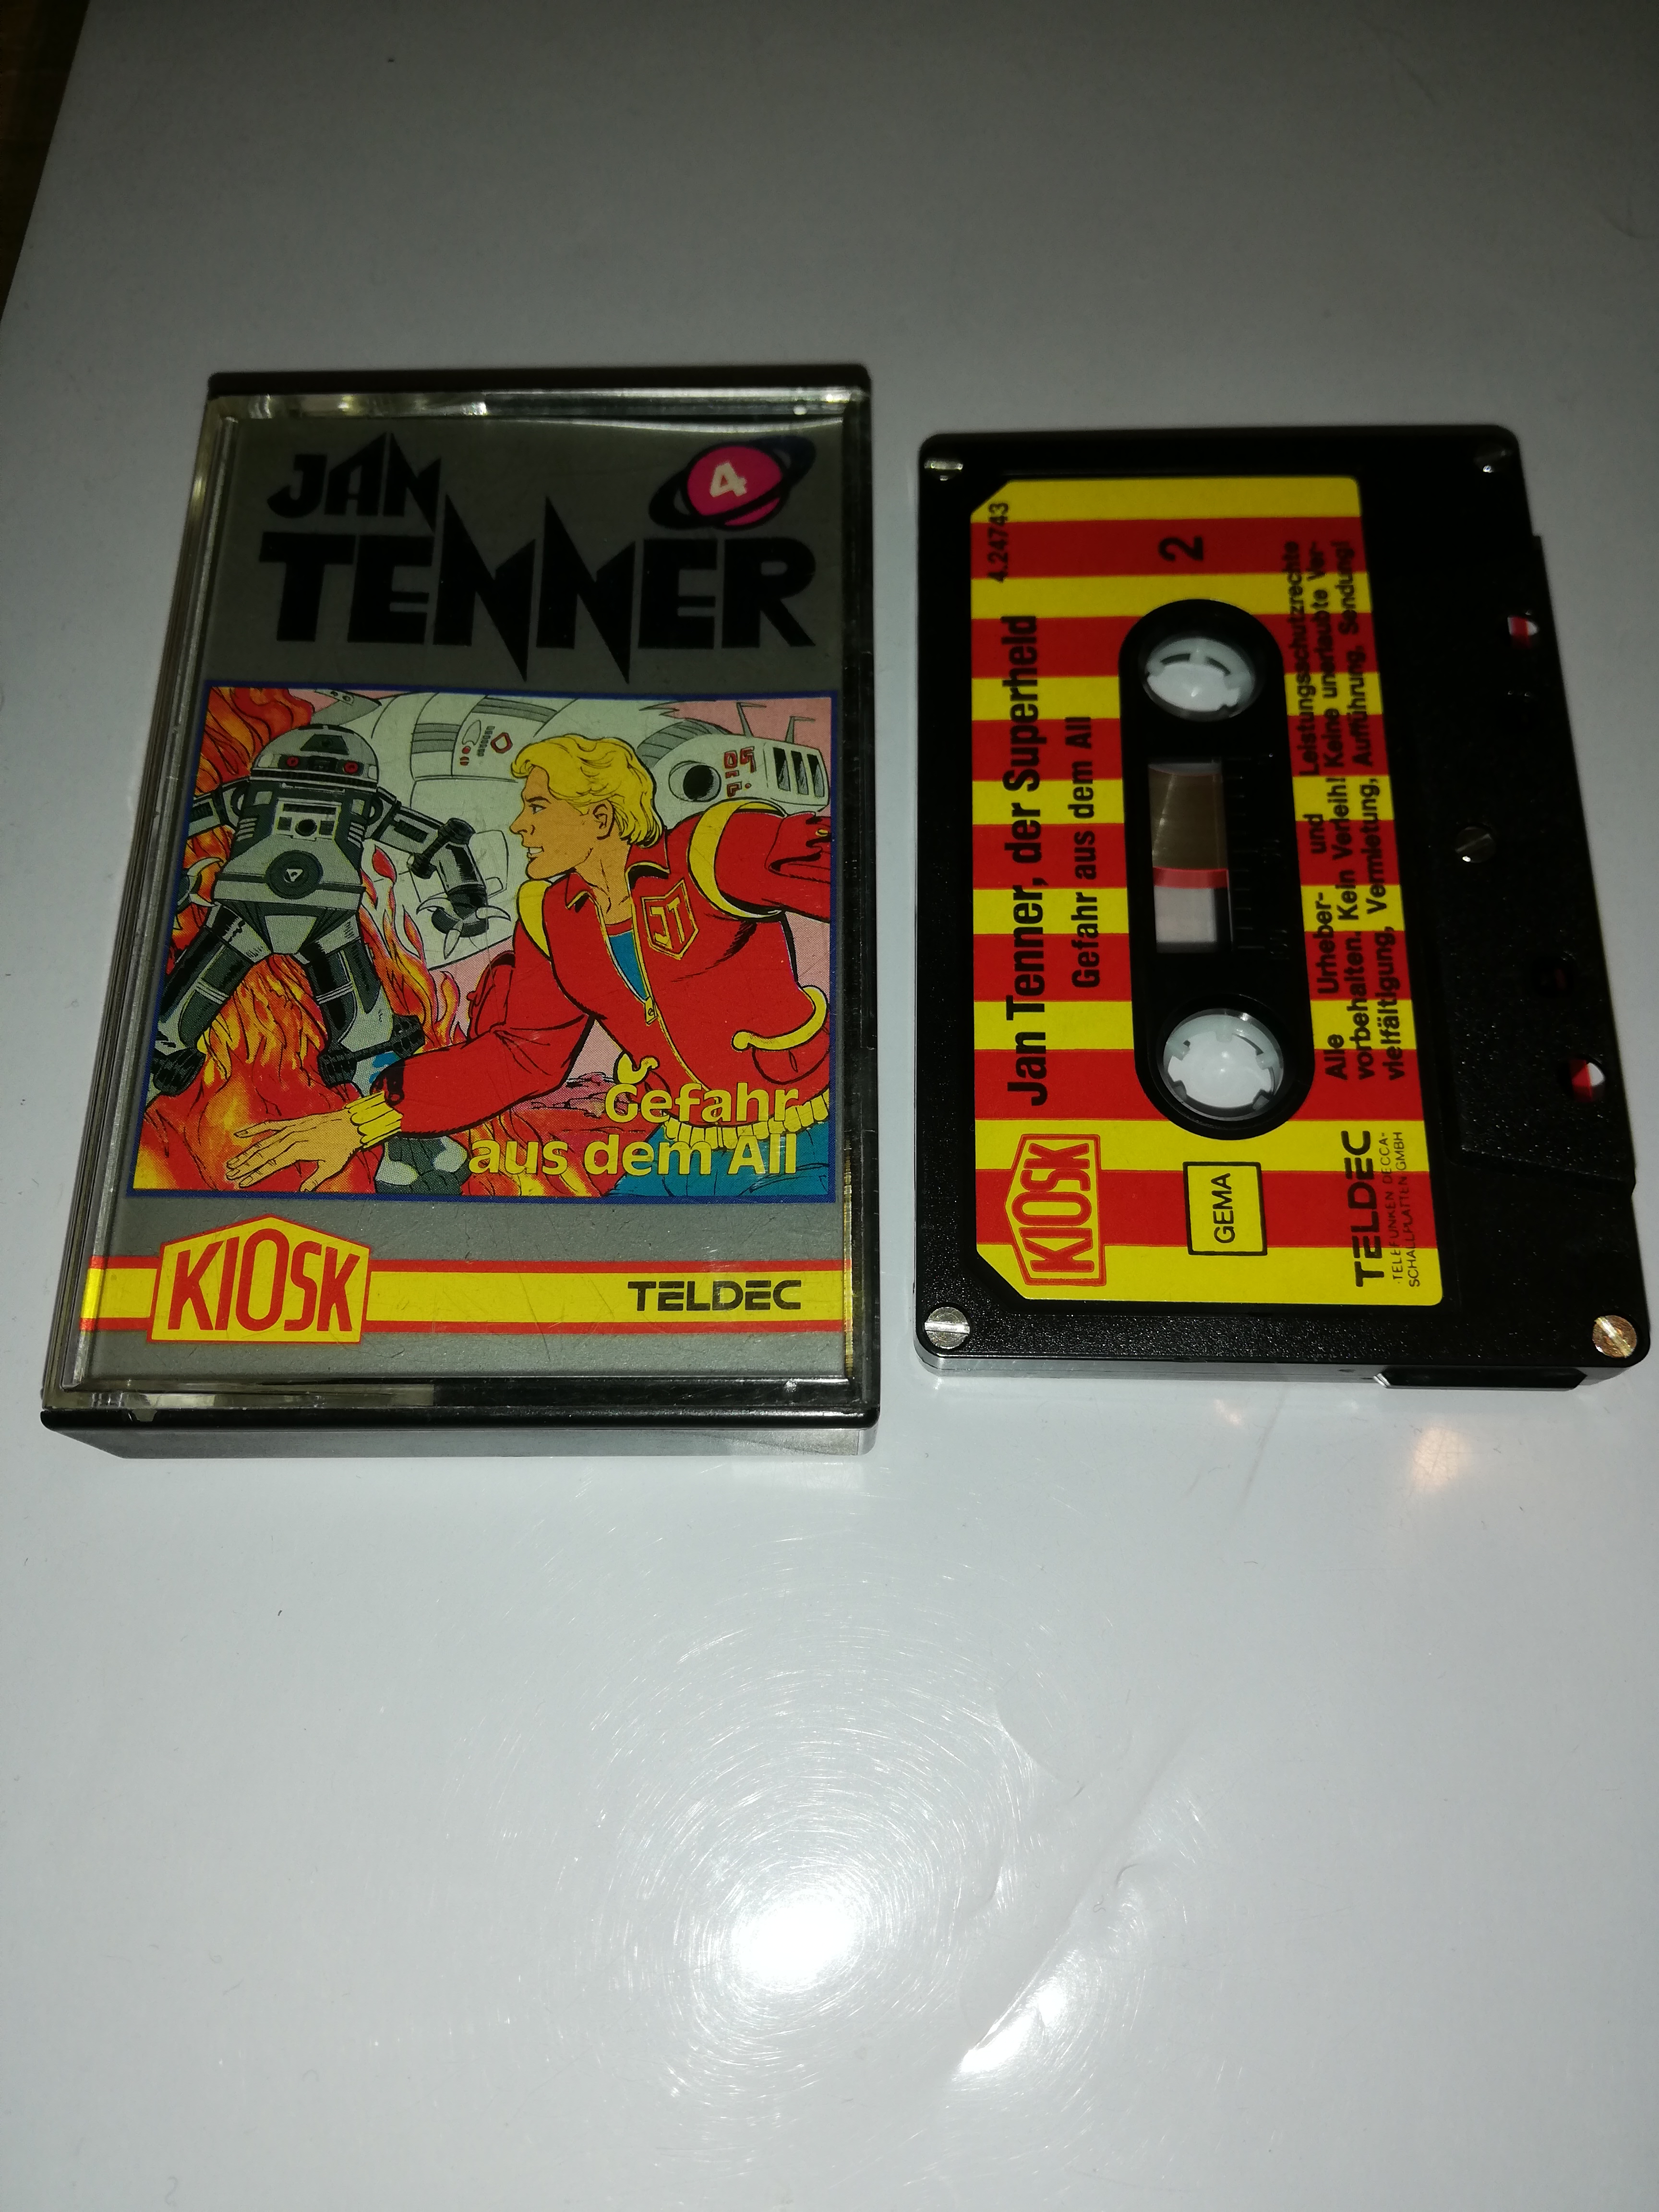 JAN
TENNER
4
JT
Gefahr
aus dem All
KIOSK
TELDEC
4.24743
Jan Tenner, der Superheld
Gefahr aus dem All
2
KIOSK
GEMA
Alle Urheber- und Leistungsschutzrechte
vorbehalten. Kein Verleih! Keine unerlaubte Ver-
vielfältigung, Vermietung, Aufführung, Sendung!
TELDEC
TELEFUNKEN DECCA-
SCHALLPLATTEN GMBH